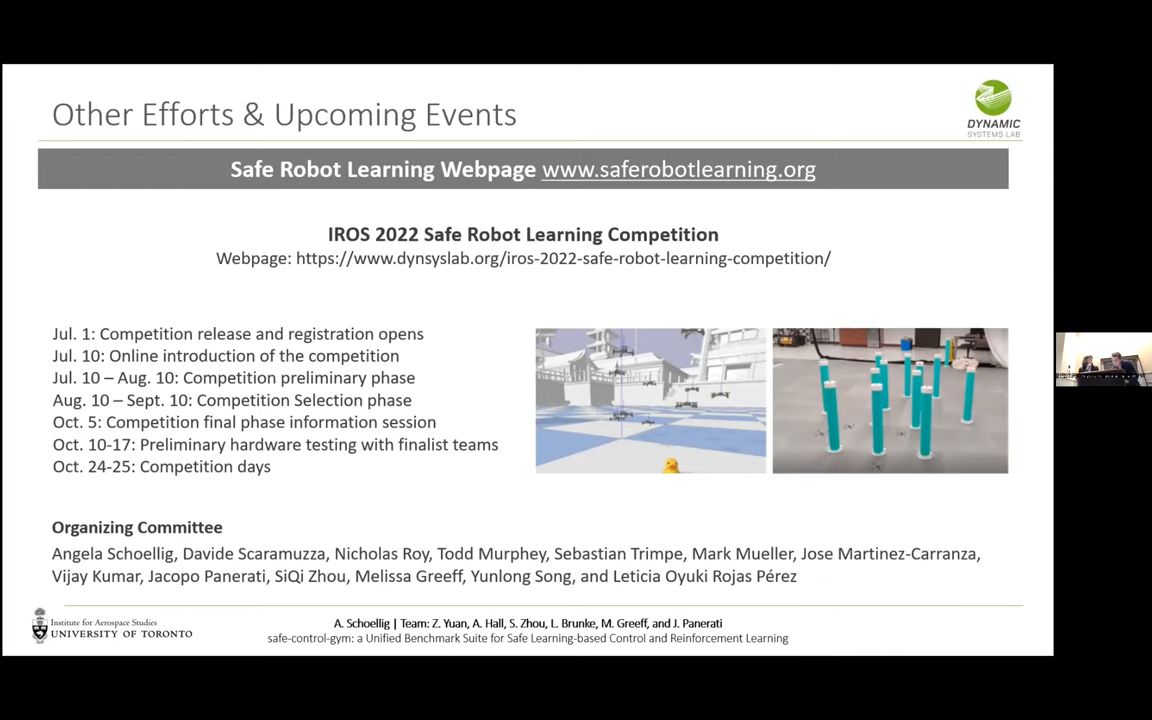 Other Efforts & Upcoming Events
DYNAMIC
SYSTEMS LAB
Safe Robot Learning Webpage www.saferobotlearning.org
IROS 2022 Safe Robot Learning Competition
Webpage: https://www.dynsyslab.org/iros-2022-safe-robot-learning-competition/
Jul. 1: Competition release and registration opens
Jul. 10: Online introduction of the competition
Jul. 10 – Aug. 10: Competition preliminary phase
Aug. 10 – Sept. 10: Competition Selection phase
Oct. 5: Competition final phase information session
Oct. 10-17: Preliminary hardware testing with finalist teams
Oct. 24-25: Competition days
Organizing Committee
Angela Schoellig, Davide Scaramuzza, Nicholas Roy, Todd Murphey, Sebastian Trimpe, Mark Mueller, Jose Martinez-Carranza,
Vijay Kumar, Jacopo Panerati, SiQi Zhou, Melissa Greeff, Yunlong Song, and Leticia Oyuki Rojas Pérez
Institute for Aerospace Studies
UNIVERSITY OF TORONTO
A. Schoellig | Team: Z. Yuan, A. Hall, S. Zhou, L. Brunke, M. Greeff, and J. Panerati
safe-control-gym: a Unified Benchmark Suite for Safe Learning-based Control and Reinforcement Learning